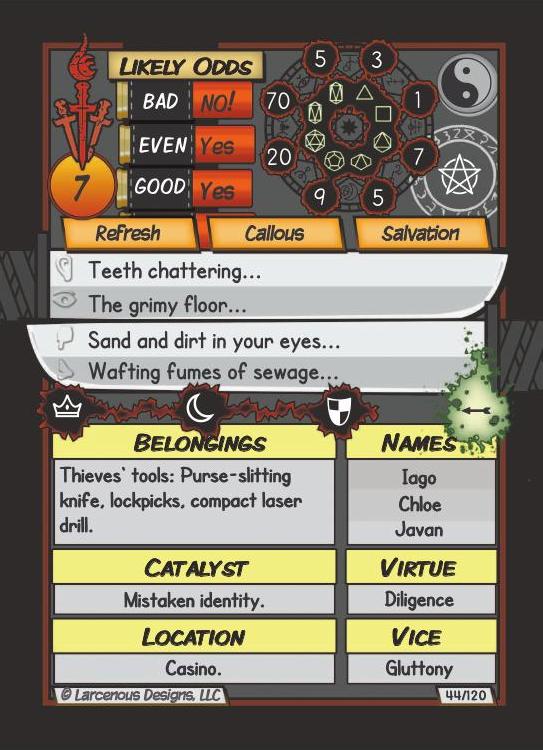 LIKELY ODDS
BAD NO!
EVEN Yes
GOOD Yes
7
5 3
70 1
20 7
9 5
Refresh Callous Salvation
Teeth chattering...
The grimy floor...
Sand and dirt in your eyes...
Wafting fumes of sewage...
BELONGINGS
Thieves' tools: Purse-slitting
knife, lockpicks, compact laser
drill.
NAMES
Iago
Chloe
Javan
CATALYST
Mistaken identity.
VIRTUE
Diligence
LOCATION
Casino.
VICE
Gluttony
© Larcenous Designs, LLC
44/120